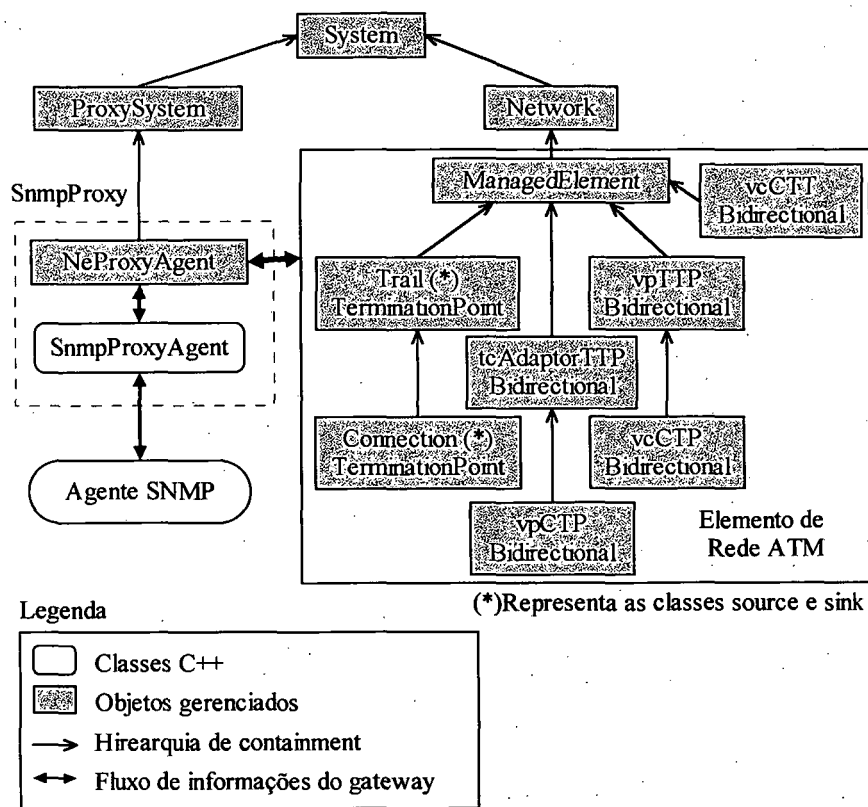 System
ProxySystem
Network
SnmpProxy
ManagedElement
vcCTT
Bidirectional
NeProxyAgent
Trail (*)
TerminationPoint
vpTTP
Bidirectional
SnmpProxyAgent
tcAdaptorTTP
Bidirectional
Connection (*)
TerminationPoint
vcCTP
Bidirectional
Agente SNMP
vpCTP
Bidirectional
Elemento de
Rede ATM
(*)Representa as classes source e sink
Legenda
Classes C++
Objetos gerenciados
Hirearquia de containment
Fluxo de informações do gateway